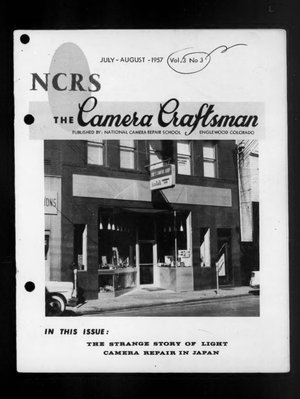 JULY - AUGUST - 1957 Vol. 3 No 3
NCRS
THE Camera Craftsman
PUBLISHED BY: NATIONAL CAMERA REPAIR SCHOOL ENGLEWOOD COLORADO
IN THIS ISSUE:
THE STRANGE STORY OF LIGHT
CAMERA REPAIR IN JAPAN